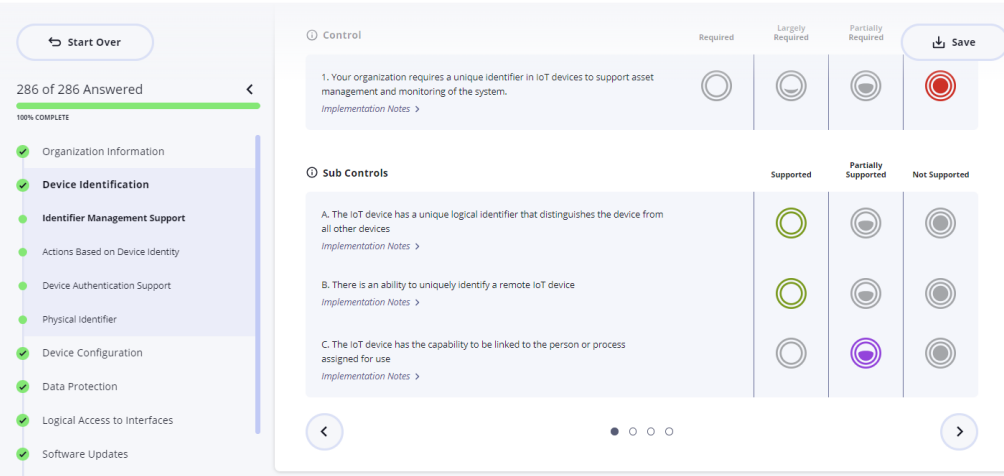 Start Over
286 of 286 Answered
100% COMPLETE
Organization Information
Device Identification
Identifier Management Support
Actions Based on Device Identity
Device Authentication Support
Physical Identifier
Device Configuration
Data Protection
Logical Access to Interfaces
Software Updates
Control
Required
Largely
Required
Partially
Required
Save
1. Your organization requires a unique identifier in IoT devices to support asset
management and monitoring of the system.
Implementation Notes >
Sub Controls
Supported
Partially
Supported
Not Supported
A. The IoT device has a unique logical identifier that distinguishes the device from
all other devices
Implementation Notes >
B. There is an ability to uniquely identify a remote IoT device
Implementation Notes >
C. The IoT device has the capability to be linked to the person or process
assigned for use
Implementation Notes >